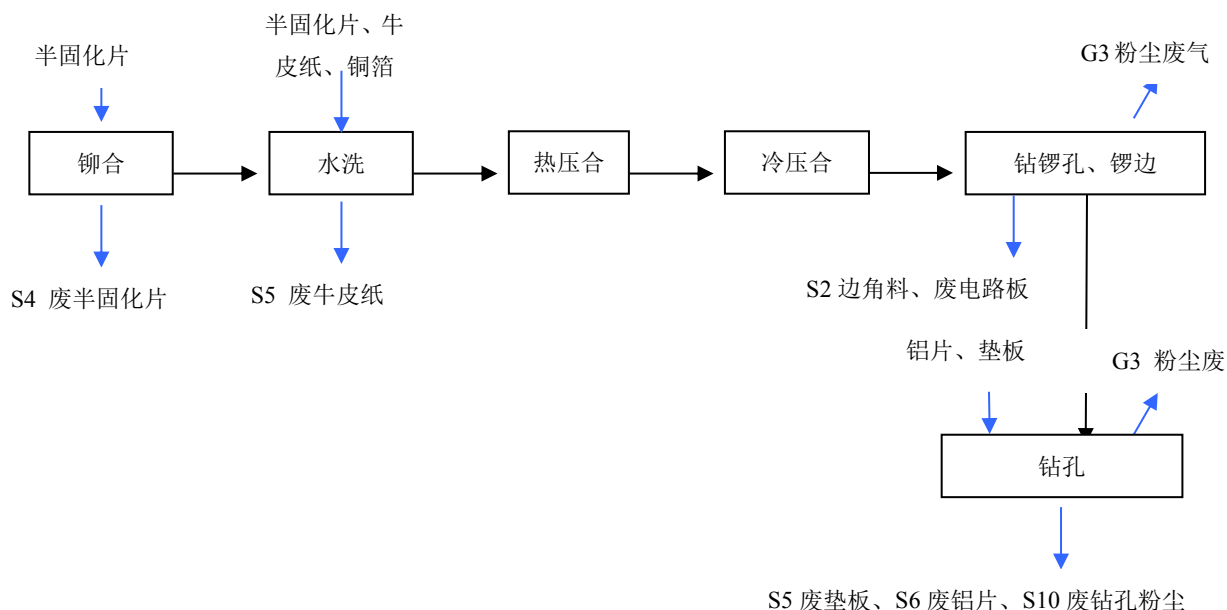 半固化片
半固化片、牛
皮纸、铜箔
G3 粉尘废气
铆合
水洗
热压合
冷压合
钻锣孔、锣边
S4 废半固化片
S5 废牛皮纸
S2 边角料、废电路板
铝片、垫板
G3 粉尘废
钻孔
S5 废垫板、S6 废铝片、S10 废钻孔粉尘